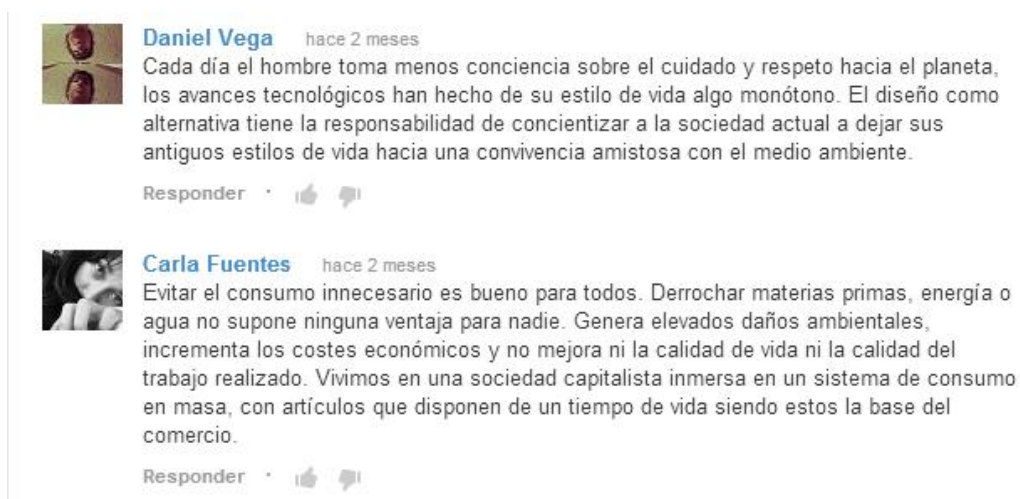 Daniel Vega hace 2 meses
Cada día el hombre toma menos conciencia sobre el cuidado y respeto hacia el planeta,
los avances tecnológicos han hecho de su estilo de vida algo monótono. El diseño como
alternativa tiene la responsabilidad de concientizar a la sociedad actual a dejar sus
antiguos estilos de vida hacia una convivencia amistosa con el medio ambiente.
Responder ·
Carla Fuentes hace 2 meses
Evitar el consumo innecesario es bueno para todos. Derrochar materias primas, energía o
agua no supone ninguna ventaja para nadie. Genera elevados daños ambientales,
incrementa los costes económicos y no mejora ni la calidad de vida ni la calidad del
trabajo realizado. Vivimos en una sociedad capitalista inmersa en un sistema de consumo
en masa, con artículos que disponen de un tiempo de vida siendo estos la base del
comercio.
Responder ·